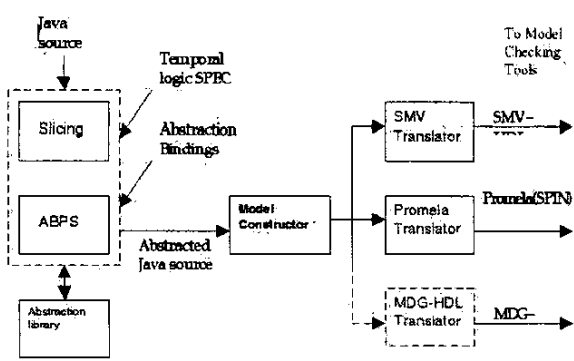 Java
source
To Model
Checking
Tools
Temporal
logic SPEC
Slicing
SMV
Translator
SMV-
Abstraction
Bindings
ABPS
Model
Constructor
Promela
Translator
Promela(SPIN)
Abstracted
Java source
Abstraction
library
MDG-HDL
Translator
MDG-